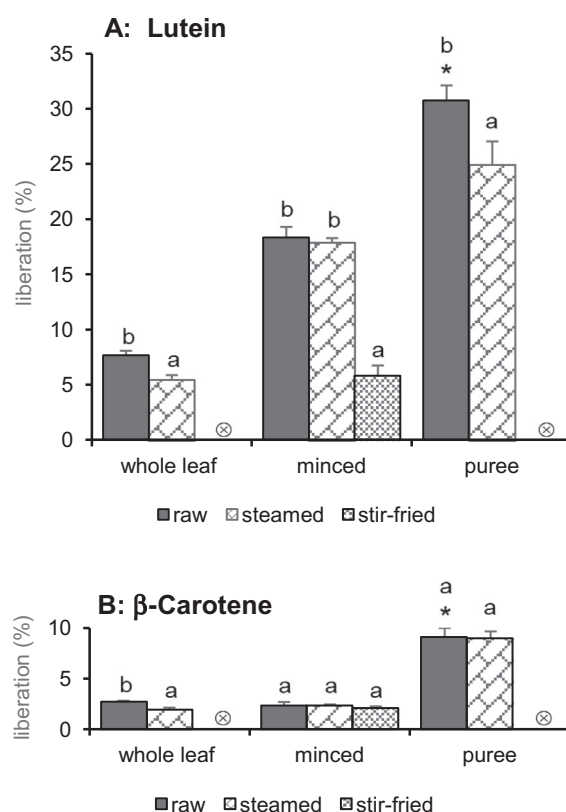 A: Lutein
liberation (%)
35
30
25
20
15
10
5
0
b
a
b
b
a
b
*
a
⊗
⊗
whole leaf minced puree
raw steamed stir-fried
B: β-Carotene
liberation (%)
10
5
0
b
a
a
a
a
a
*
a
⊗
⊗
whole leaf minced puree
raw steamed stir-fried